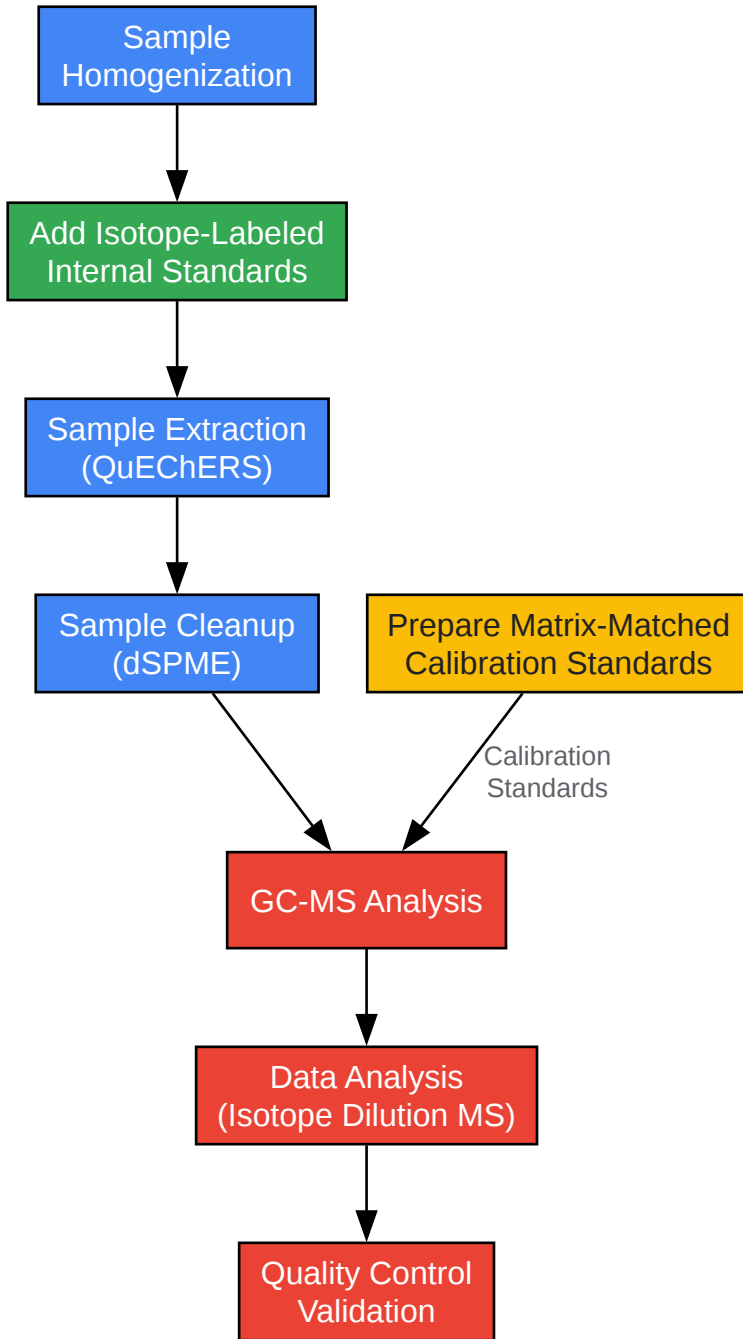 Sample
Homogenization
Add Isotope-Labeled
Internal Standards
Sample Extraction
(QuEChERS)
Sample Cleanup
(dSPME)
Prepare Matrix-Matched
Calibration Standards
Calibration
Standards
GC-MS Analysis
Data Analysis
(Isotope Dilution MS)
Quality Control
Validation